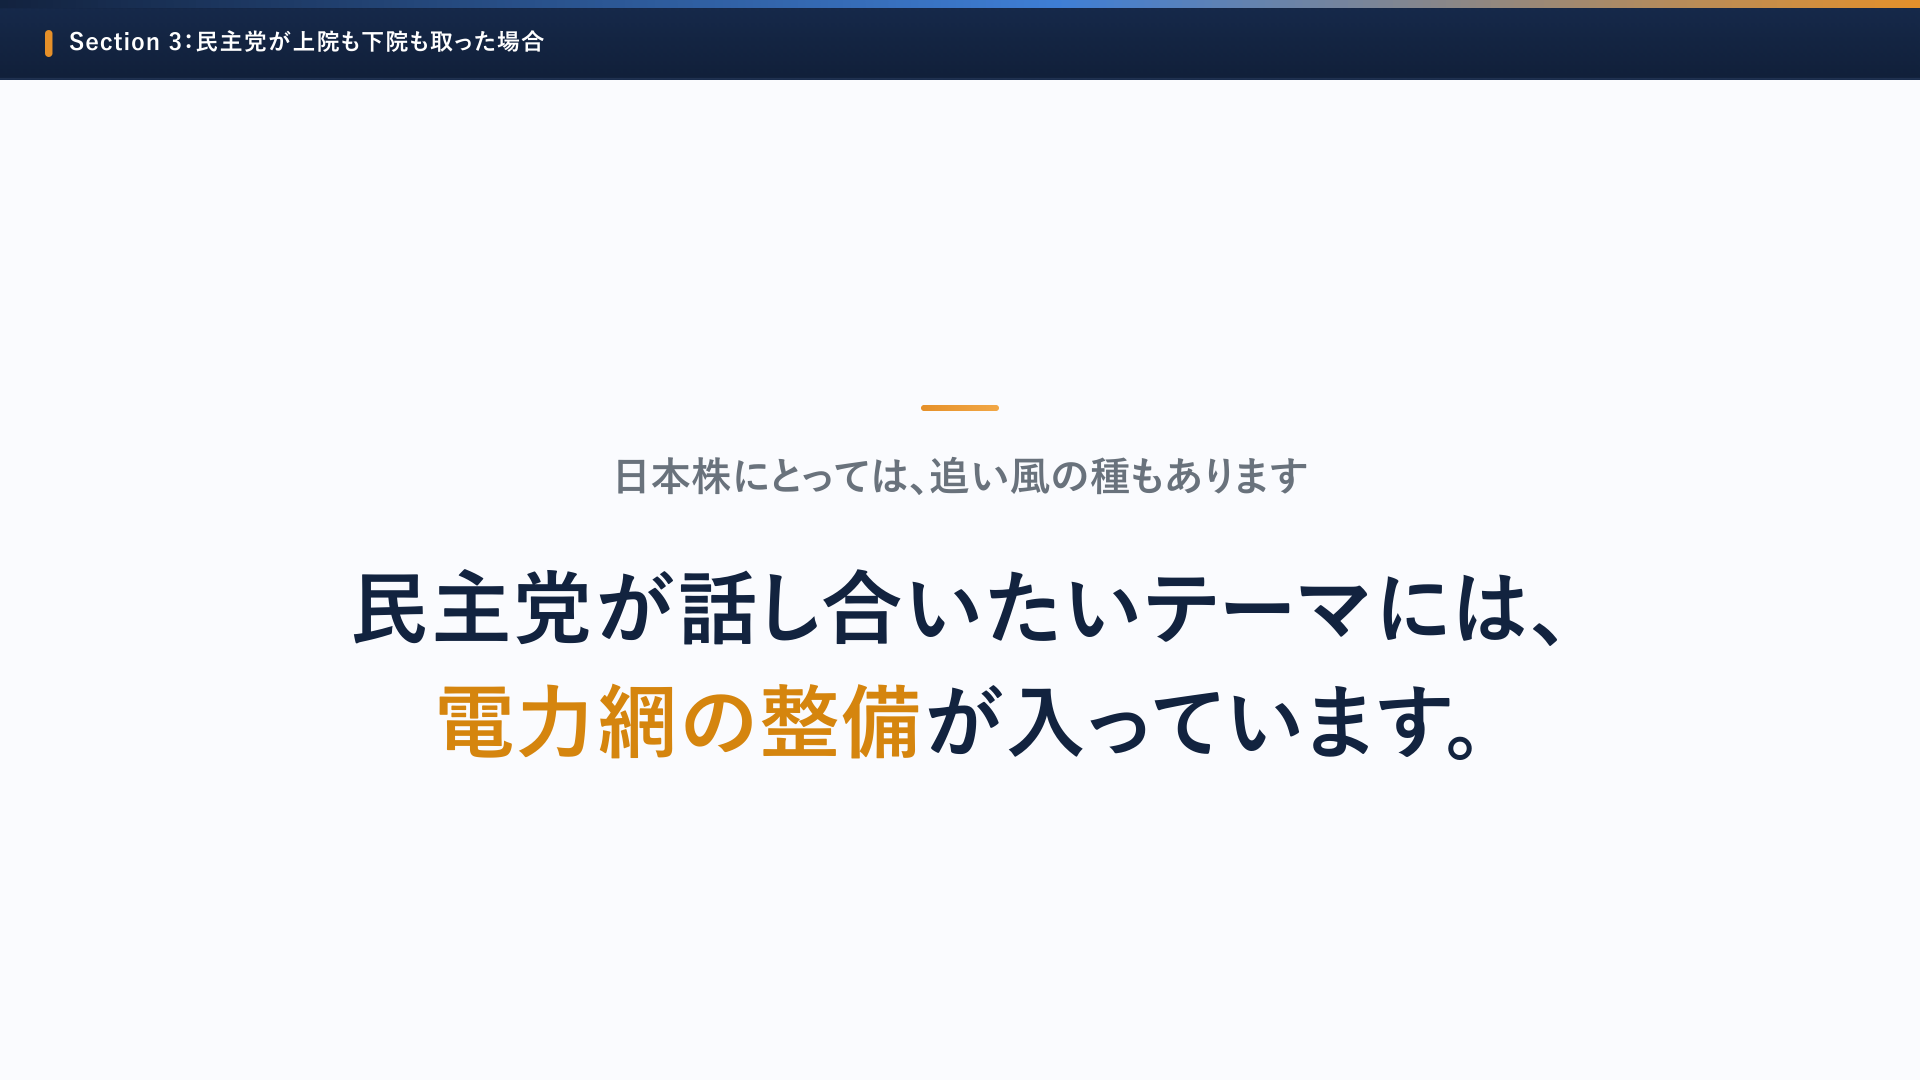 Section 3：民主党が上院も下院も取った場合
日本株にとっては、追い風の種もあります
民主党が話し合いたいテーマには、
電力網の整備が入っています。